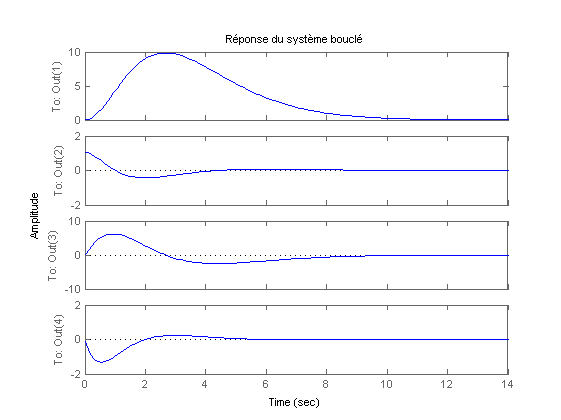 Réponse du système bouclé
Amplitude
To: Out(1)
10
5
0
To: Out(2)
2
0
-2
To: Out(3)
10
0
-10
To: Out(4)
2
0
-2
0 2 4 6 8 10 12 14
Time (sec)